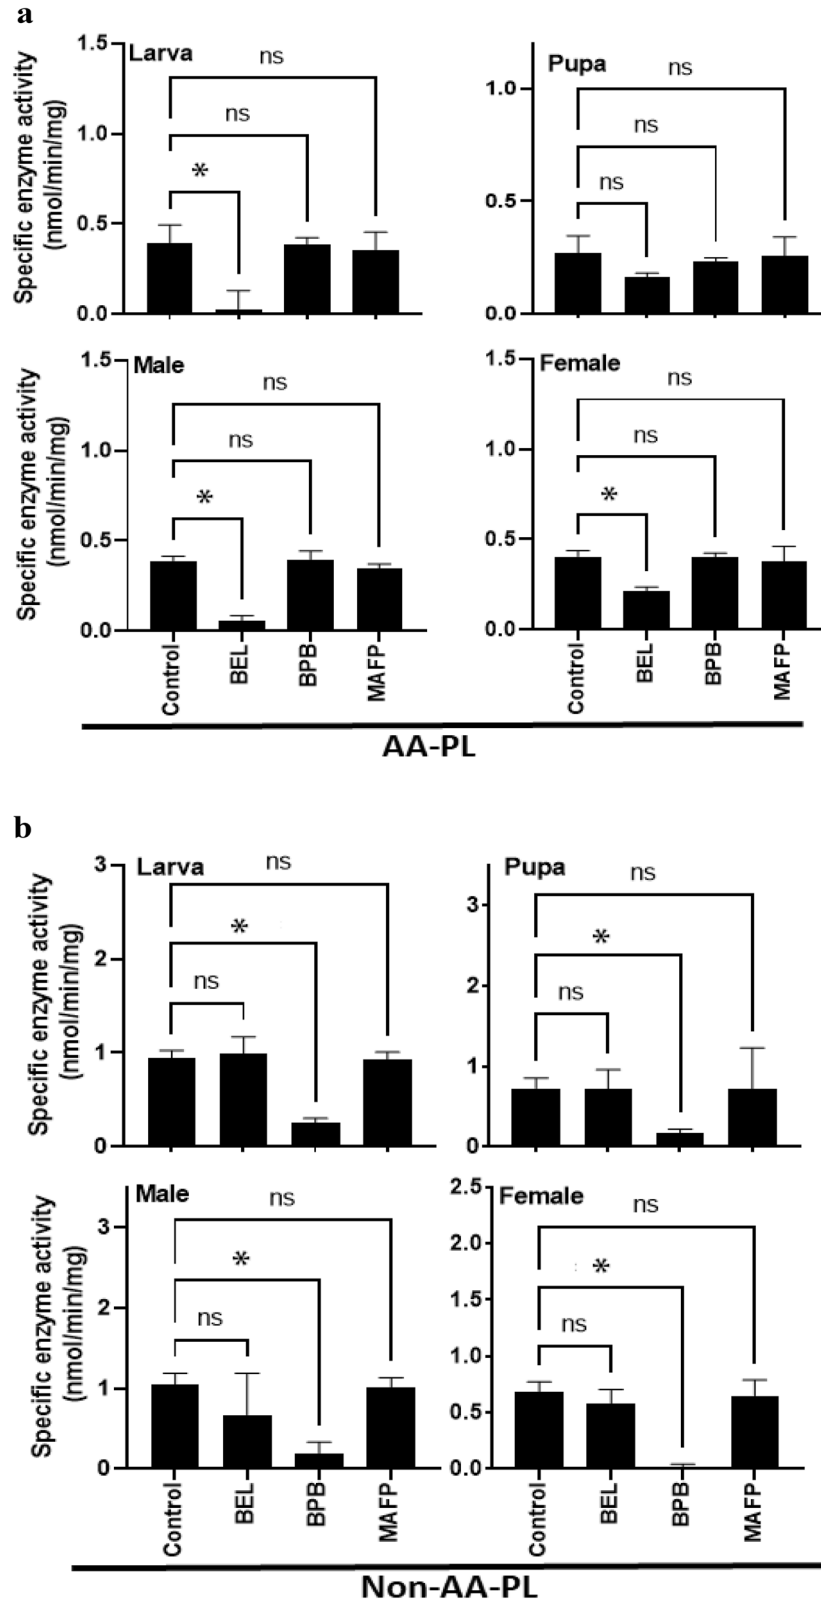 a
Larva
Specific enzyme activity
(nmol/min/mg)
1.5
1.0
0.5
0.0
ns
ns
*
Pupa
1.0
0.5
0.0
ns
ns
ns
Male
Specific enzyme activity
(nmol/min/mg)
1.5
1.0
0.5
0.0
ns
ns
*
Control
BEL
BPB
MAFP
Female
1.5
1.0
0.5
0.0
ns
ns
*
Control
BEL
BPB
MAFP
AA-PL
b
Larva
Specific enzyme activity
(nmol/min/mg)
3
2
1
0
ns
*
ns
Pupa
3
2
1
0
ns
*
ns
Male
Specific enzyme activity
(nmol/min/mg)
3
2
1
0
ns
*
ns
Control
BEL
BPB
MAFP
Female
2.5
2.0
1.5
1.0
0.5
0.0
ns
*
ns
Control
BEL
BPB
MAFP
Non-AA-PL